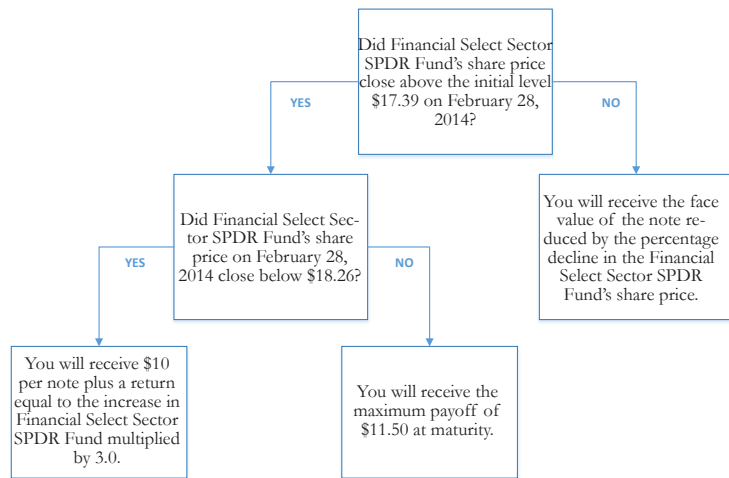 Did Financial Select Sector
SPDR Fund's share price
close above the initial level
$17.39 on February 28,
2014?
YES
NO
Did Financial Select Sec-
tor SPDR Fund's share
price on February 28,
2014 close below $18.26?
You will receive the face
value of the note re-
duced by the percentage
decline in the Financial
Select Sector SPDR
Fund's share price.
YES
NO
You will receive $10
per note plus a return
equal to the increase in
Financial Select Sector
SPDR Fund multiplied
by 3.0.
You will receive the
maximum payoff of
$11.50 at maturity.